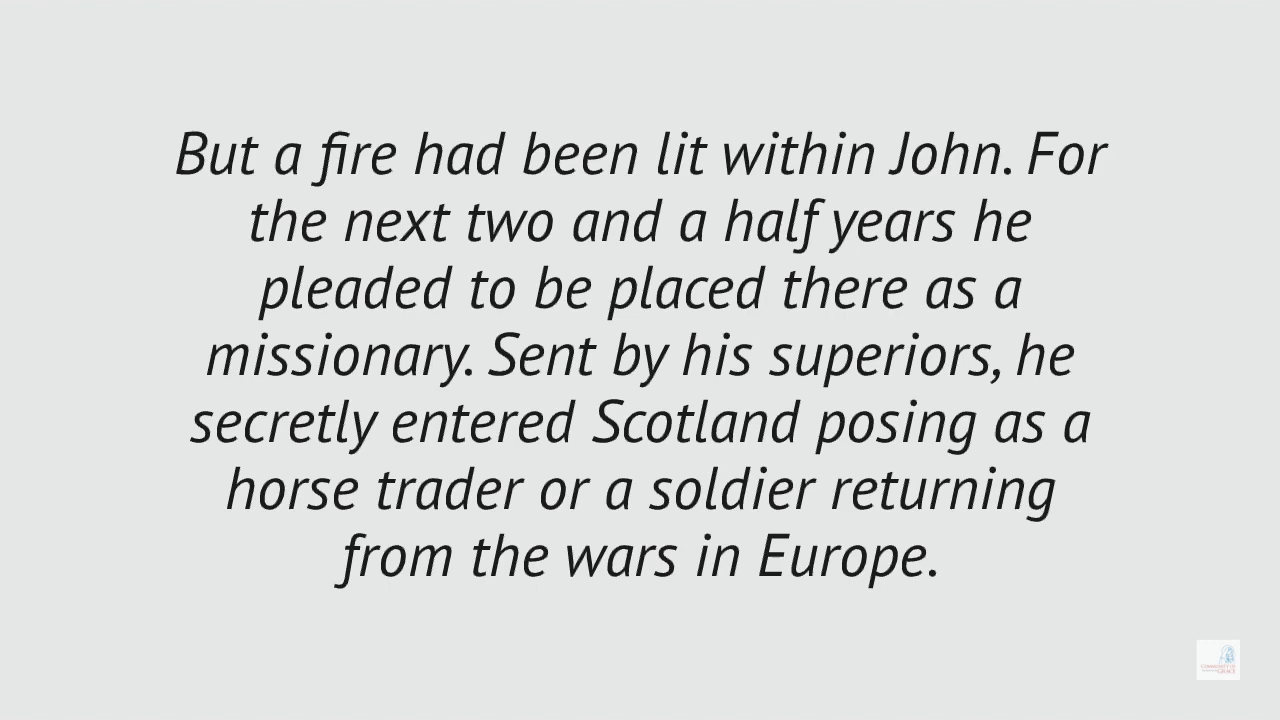 But a fire had been lit within John. For
the next two and a half years he
pleaded to be placed there as a
missionary. Sent by his superiors, he
secretly entered Scotland posing as a
horse trader or a soldier returning
from the wars in Europe.
GRACE